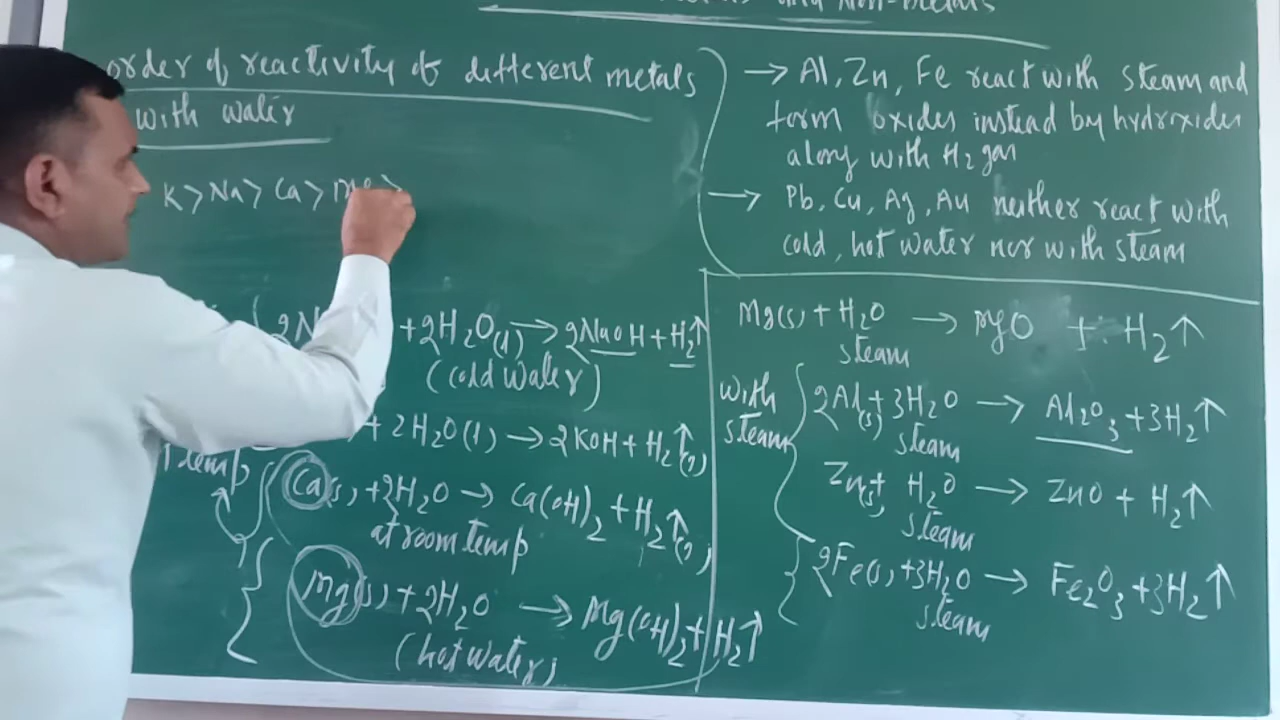 and Non-metals
order of reactivity of different metals
with water
K > Na > Ca > Mg >
+ 2H₂O(l) → 2NaOH + H₂↑
(cold water)
+ 2H₂O(l) → 2KOH + H₂↑(g)
temp
Ca(s) + 2H₂O → Ca(OH)₂ + H₂↑(g)
at room temp
Mg(s) + 2H₂O → Mg(OH)₂ + H₂↑
(hot water)
→ Al, Zn, Fe react with steam and
form oxides instead by hydroxides
along with H₂ gas
→ Pb, Cu, Ag, Au neither react with
cold, hot water nor with steam
Mg(s) + H₂O → MgO + H₂↑
steam
with
steam
2Al(s) + 3H₂O → Al₂O₃ + 3H₂↑
steam
Zn(s) + H₂O → ZnO + H₂↑
steam
2Fe(s) + 3H₂O → Fe₂O₃ + 3H₂↑
steam